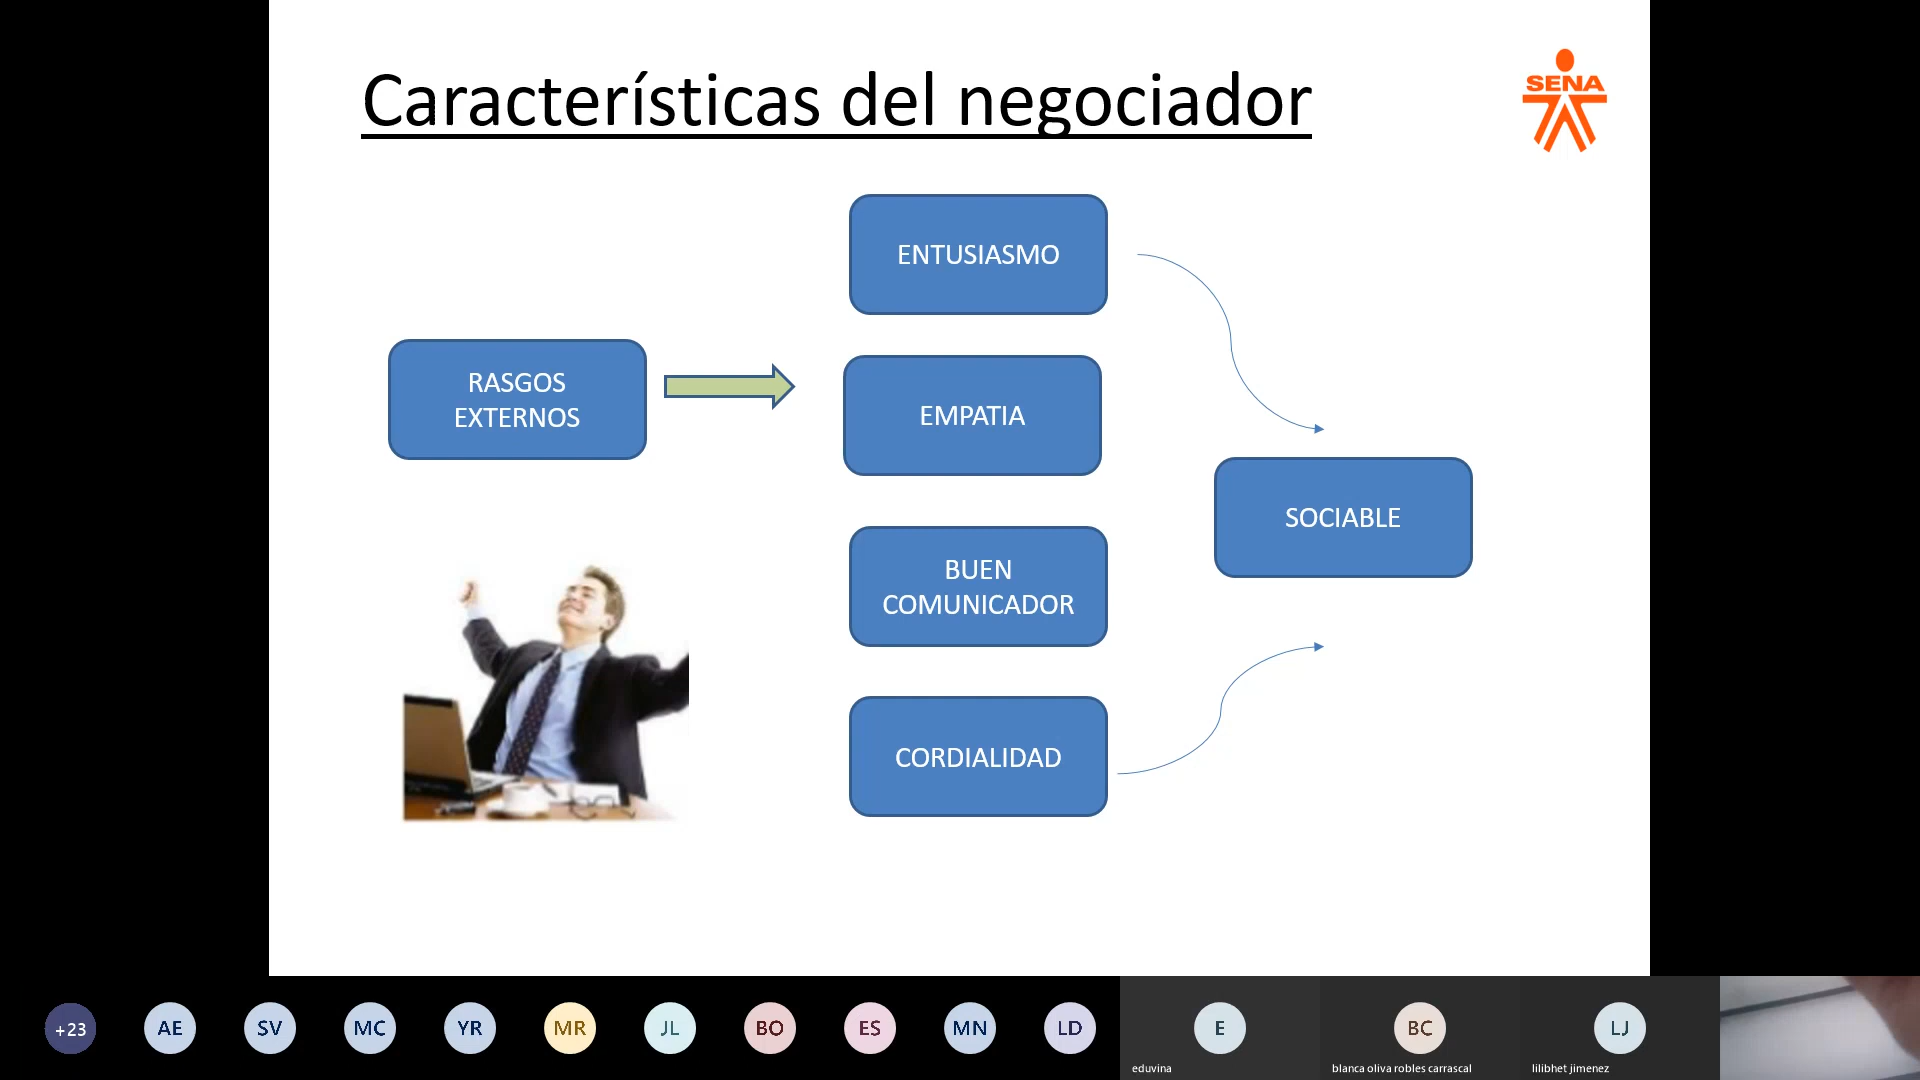 Características del negociador
SENA
ENTUSIASMO
RASGOS
EXTERNOS
EMPATIA
SOCIABLE
BUEN
COMUNICADOR
CORDIALIDAD
+23
AE
SV
MC
YR
MR
JL
BO
ES
MN
LD
E
BC
LJ
eduvina
blanca oliva robles carrascal
lilibhet jimenez